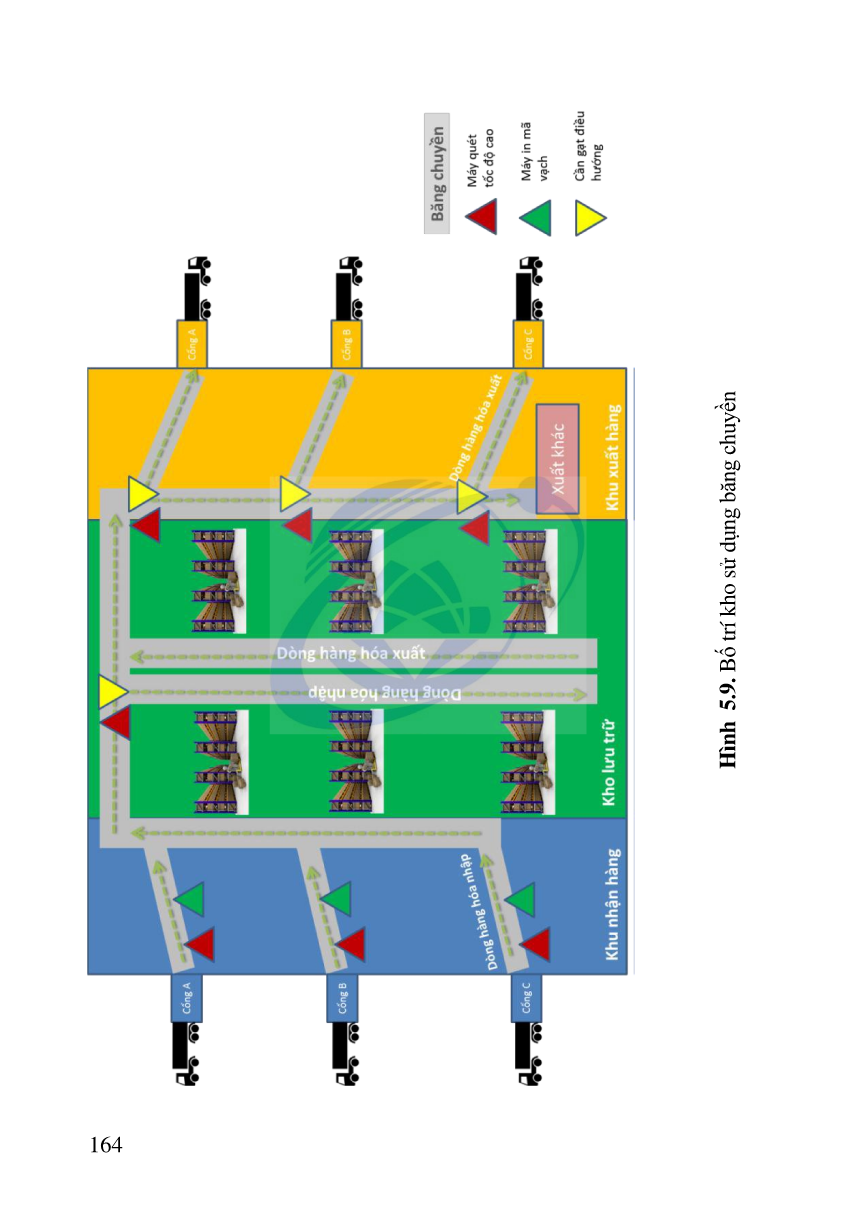 Băng chuyền
Máy quét
tốc độ cao
Máy in mã
vạch
Cần gạt điều
hướng
Cổng A
Cổng B
Cổng C
Dòng hàng hóa xuất
Xuất khác
Khu xuất hàng
Dòng hàng hóa xuất
Dòng hàng hóa nhập
Kho lưu trữ
Dòng hàng hóa nhập
Khu nhận hàng
Cổng A
Cổng B
Cổng C
Hình 5.9. Bố trí kho sử dụng băng chuyền
164